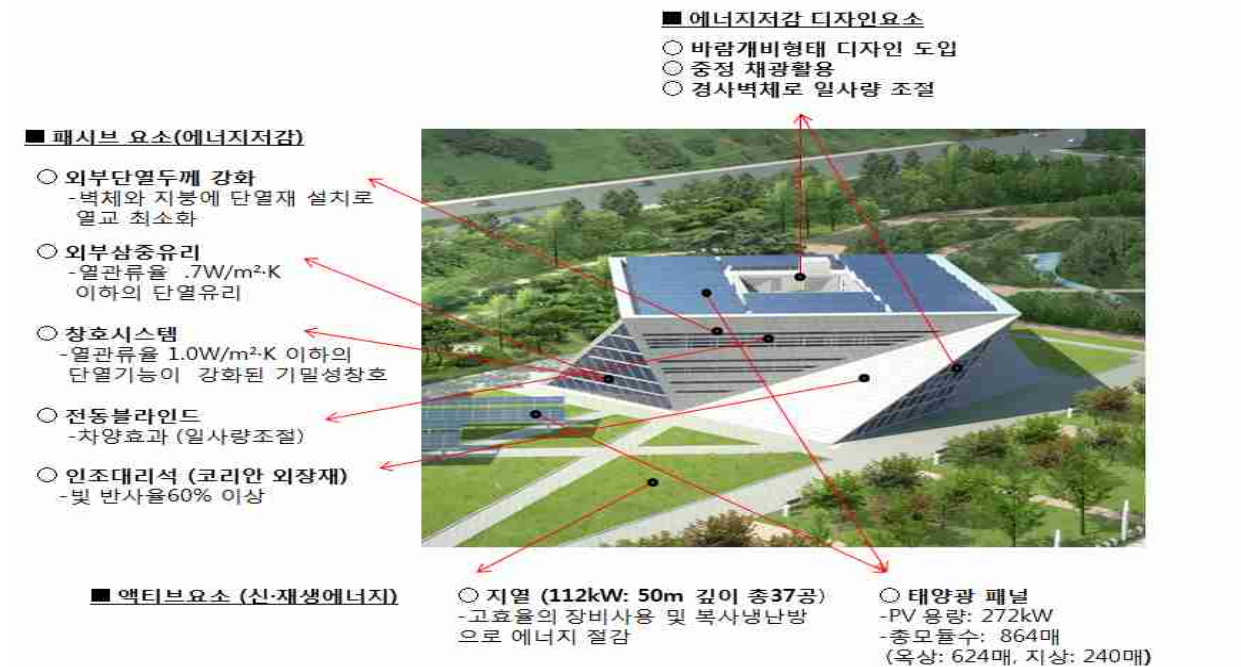 ■ 에너지저감 디자인요소
○ 바람개비형태 디자인 도입
○ 중정 채광활용
○ 경사벽체로 일사량 조절
■ 패시브 요소(에너지저감)
○ 외부단열두께 강화
-벽체와 지붕에 단열재 설치로
열교 최소화
○ 외부삼중유리
-열관류율 .7W/m²·K
이하의 단열유리
○ 창호시스템
-열관류율 1.0W/m²·K 이하의
단열기능이 강화된 기밀성창호
○ 전동블라인드
-차양효과 (일사량조절)
○ 인조대리석 (코리안 외장재)
-빛 반사율60% 이상
■ 액티브요소 (신·재생에너지)
○ 지열 (112kW: 50m 깊이 총37공)
-고효율의 장비사용 및 복사냉난방
으로 에너지 절감
○ 태양광 패널
-PV 용량: 272kW
-총모듈수: 864매
(옥상: 624매, 지상: 240매)